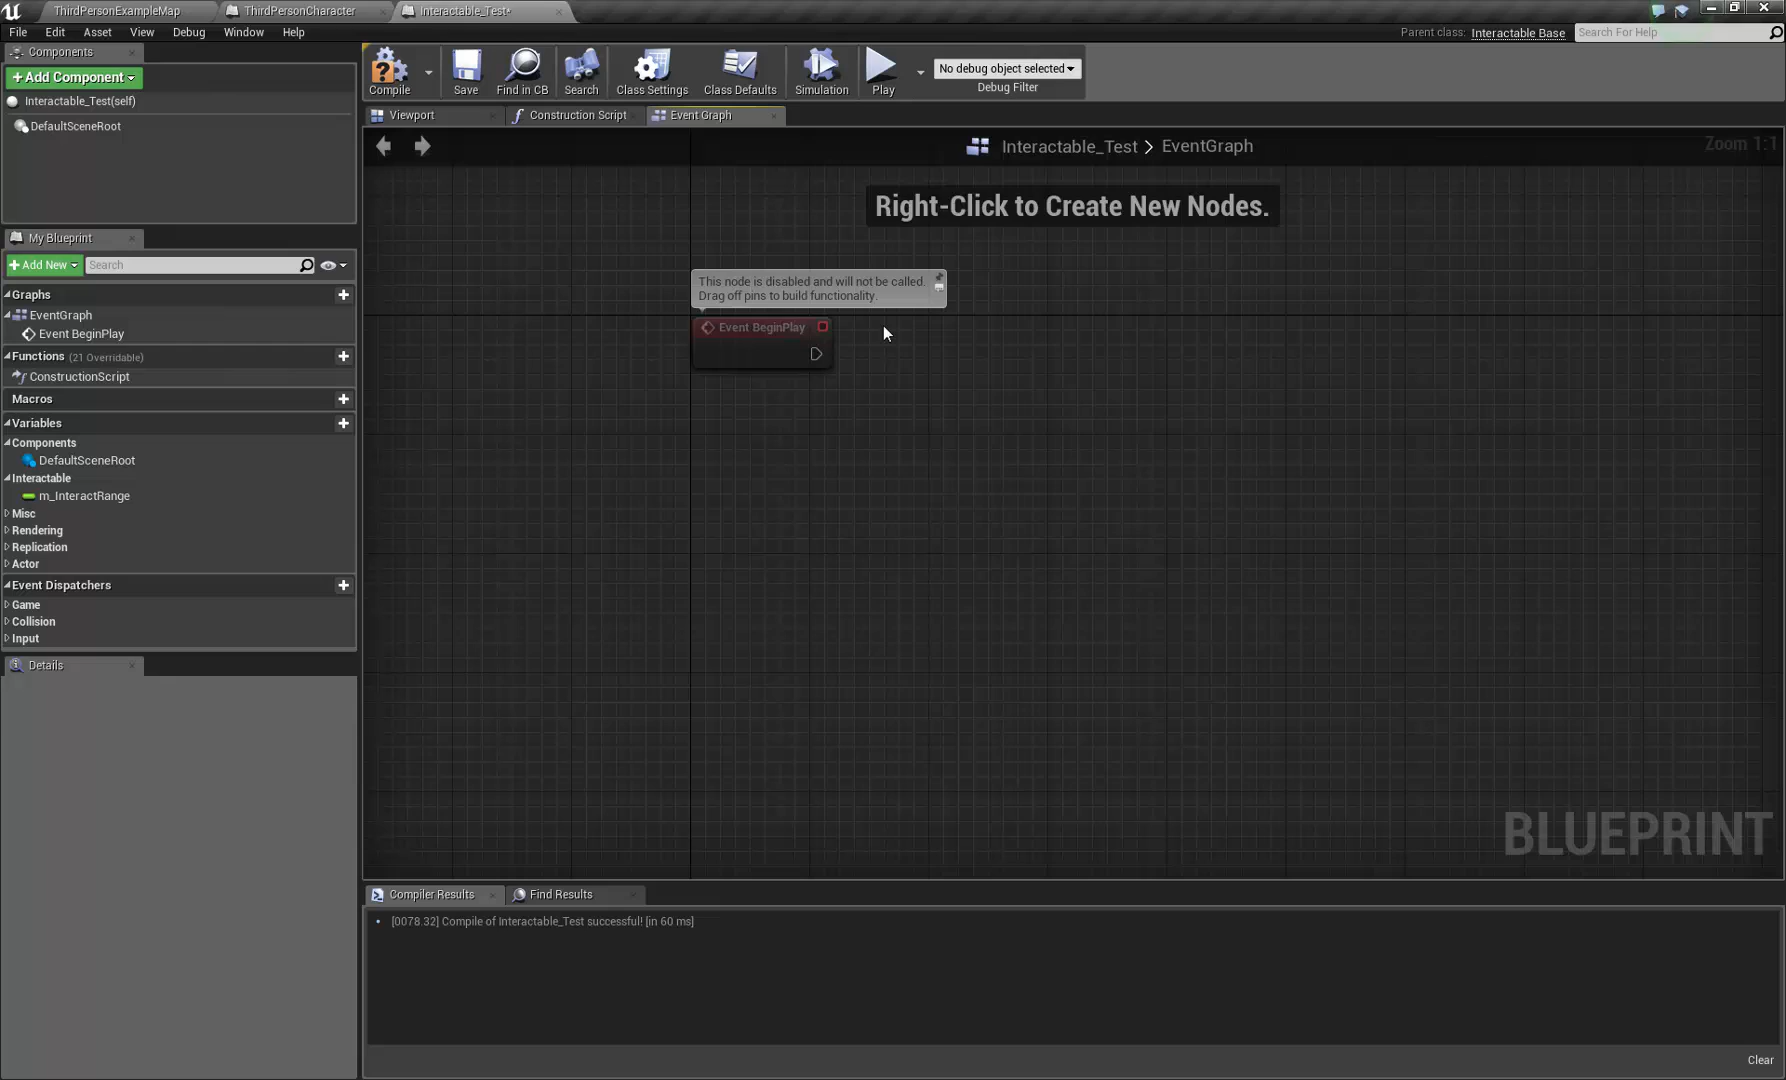 ThirdPersonExampleMap
ThirdPersonCharacter
Interactable_Test*
File Edit Asset View Debug Window Help
Parent class: Interactable Base
Search For Help
Components
+Add Component
Interactable_Test(self)
DefaultSceneRoot
Compile
Save
Find in CB
Search
Class Settings
Class Defaults
Simulation
Play
No debug object selected
Debug Filter
Viewport
Construction Script
Event Graph
Interactable_Test > EventGraph
Zoom 1:1
Right-Click to Create New Nodes.
This node is disabled and will not be called.
Drag off pins to build functionality.
Event BeginPlay
My Blueprint
+Add New
Search
Graphs
EventGraph
Event BeginPlay
Functions (21 Overridable)
ConstructionScript
Macros
Variables
Components
DefaultSceneRoot
Interactable
m_InteractRange
Misc
Rendering
Replication
Actor
Event Dispatchers
Game
Collision
Input
Details
BLUEPRINT
Compiler Results
Find Results
[0078.32] Compile of Interactable_Test successful! [in 60 ms]
Clear